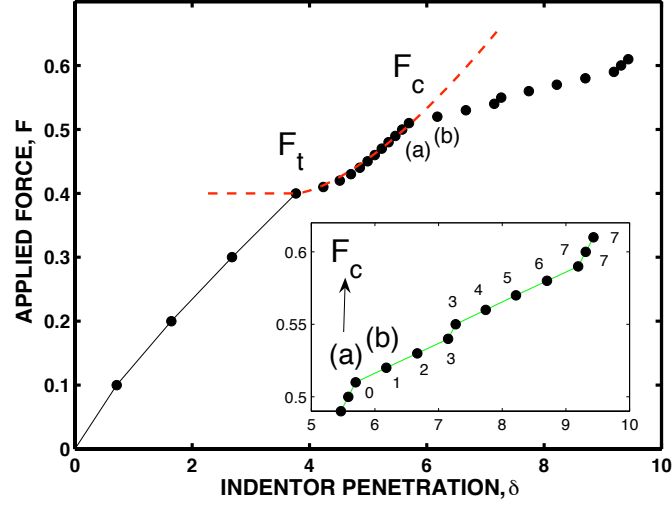 APPLIED FORCE, F
0.6
0.5
0.4
0.3
0.2
0.1
0
F_t
F_c
(a)
(b)
0 2 4 6 8 10
INDENTOR PENETRATION, δ
0.6
0.55
0.5
F_c
(a)
(b)
0
1
2
3
3
4
5
6
7
7
7
5 6 7 8 9 10